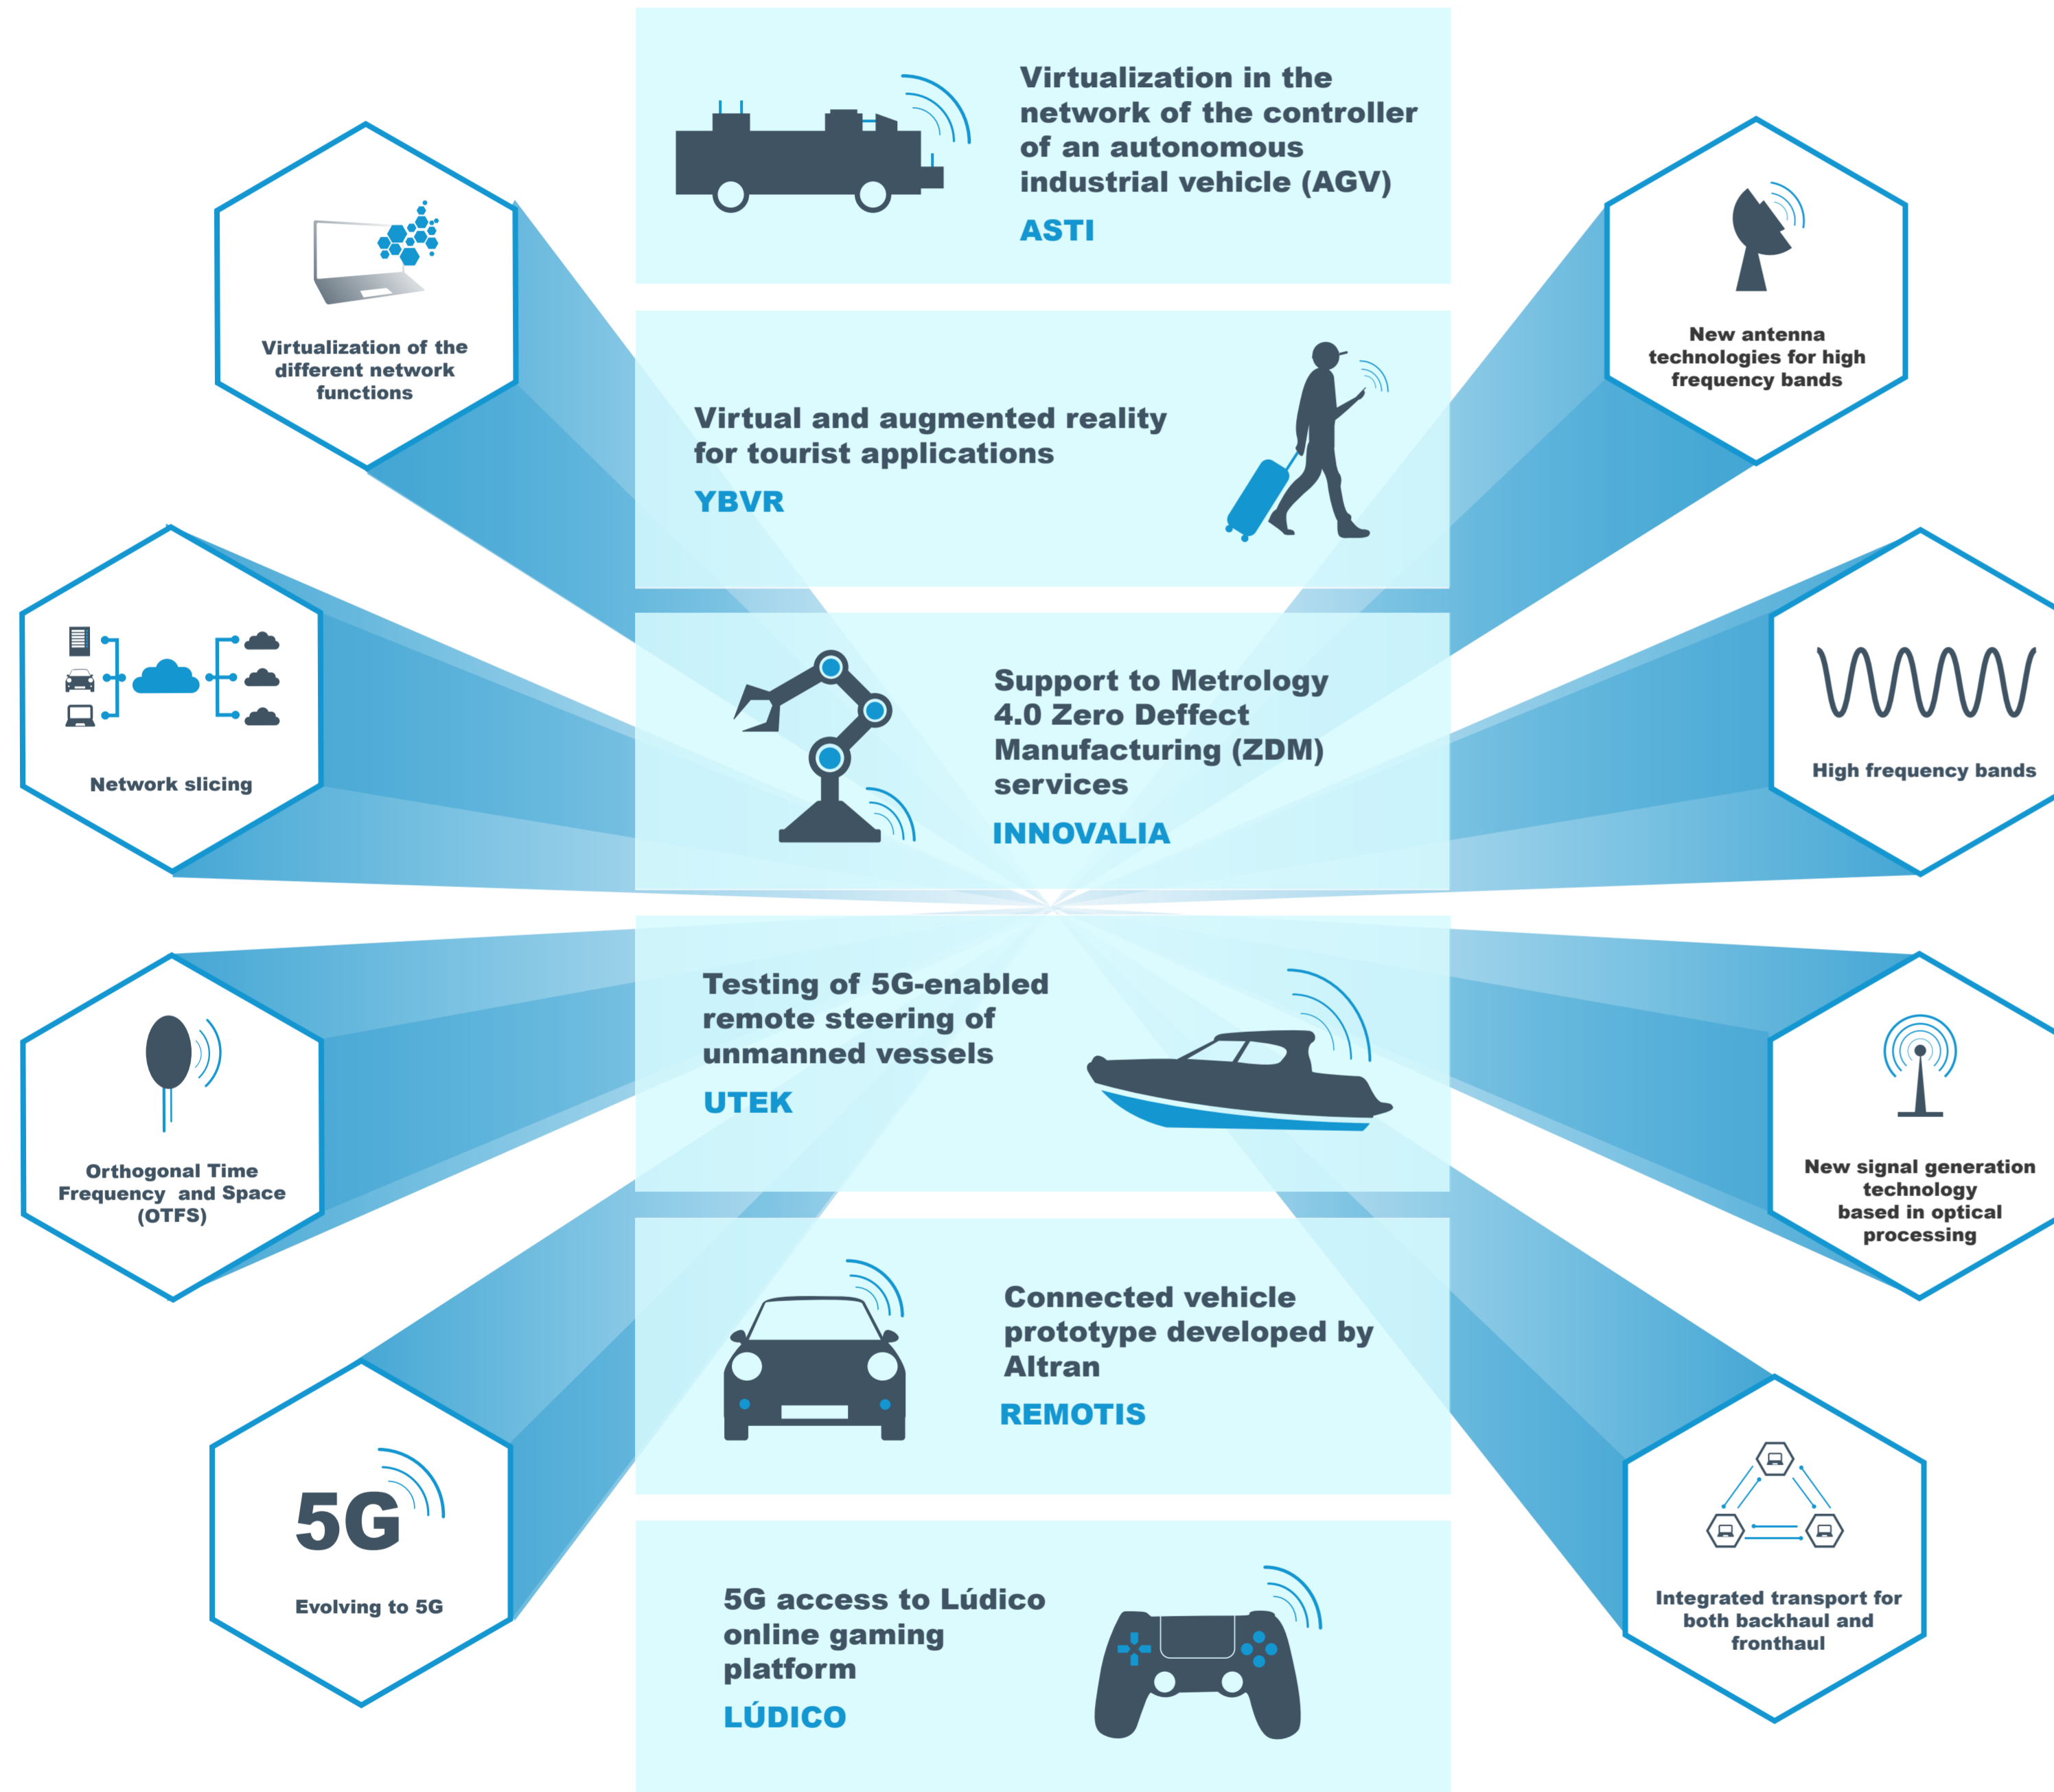 Virtualization in the
network of the controller
of an autonomous
industrial vehicle (AGV)
ASTI
Virtualization of the
different network
functions
New antenna
technologies for high
frequency bands
Virtual and augmented reality
for tourist applications
YBVR
Network slicing
Support to Metrology
4.0 Zero Deffect
Manufacturing (ZDM)
services
INNOVALIA
High frequency bands
Orthogonal Time
Frequency and Space
(OTFS)
Testing of 5G-enabled
remote steering of
unmanned vessels
UTEK
New signal generation
technology
based in optical
processing
Connected vehicle
prototype developed by
Altran
REMOTIS
5G
Evolving to 5G
5G access to Lúdico
online gaming
platform
LÚDICO
Integrated transport for
both backhaul and
fronthaul